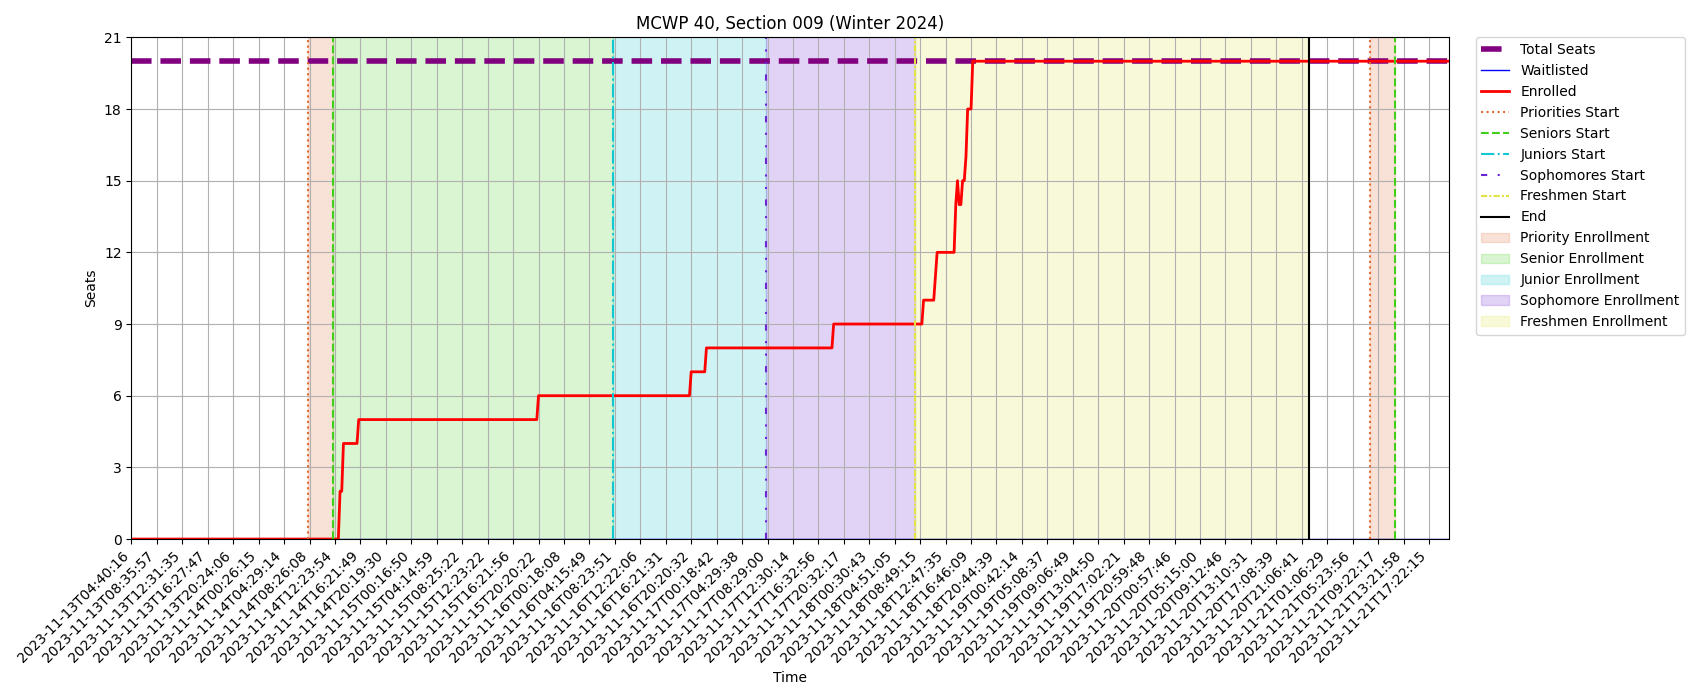 MCWP 40, Section 009 (Winter 2024)
Seats
21
18
15
12
9
6
3
0
2023-11-13T04:40:16
2023-11-13T08:35:57
2023-11-13T12:31:35
2023-11-13T16:27:47
2023-11-13T20:24:06
2023-11-14T00:26:15
2023-11-14T04:29:14
2023-11-14T08:26:08
2023-11-14T12:23:54
2023-11-14T16:21:49
2023-11-14T20:19:30
2023-11-15T00:16:50
2023-11-15T04:14:59
2023-11-15T08:25:22
2023-11-15T12:23:22
2023-11-15T16:21:56
2023-11-15T20:20:22
2023-11-16T00:18:08
2023-11-16T04:15:49
2023-11-16T08:23:51
2023-11-16T12:22:06
2023-11-16T16:21:31
2023-11-16T20:20:32
2023-11-17T00:18:42
2023-11-17T04:29:38
2023-11-17T08:29:00
2023-11-17T12:30:14
2023-11-17T16:32:56
2023-11-17T20:32:17
2023-11-18T00:30:43
2023-11-18T04:51:05
2023-11-18T08:49:15
2023-11-18T12:47:35
2023-11-18T16:46:09
2023-11-18T20:44:39
2023-11-19T00:42:14
2023-11-19T05:08:37
2023-11-19T09:06:49
2023-11-19T13:04:50
2023-11-19T17:02:21
2023-11-19T20:59:48
2023-11-20T00:57:46
2023-11-20T05:15:00
2023-11-20T09:12:46
2023-11-20T13:10:31
2023-11-20T17:08:39
2023-11-20T21:06:41
2023-11-21T01:06:29
2023-11-21T05:23:56
2023-11-21T09:22:17
2023-11-21T13:21:58
2023-11-21T17:22:15
Time
Total Seats
Waitlisted
Enrolled
Priorities Start
Seniors Start
Juniors Start
Sophomores Start
Freshmen Start
End
Priority Enrollment
Senior Enrollment
Junior Enrollment
Sophomore Enrollment
Freshmen Enrollment